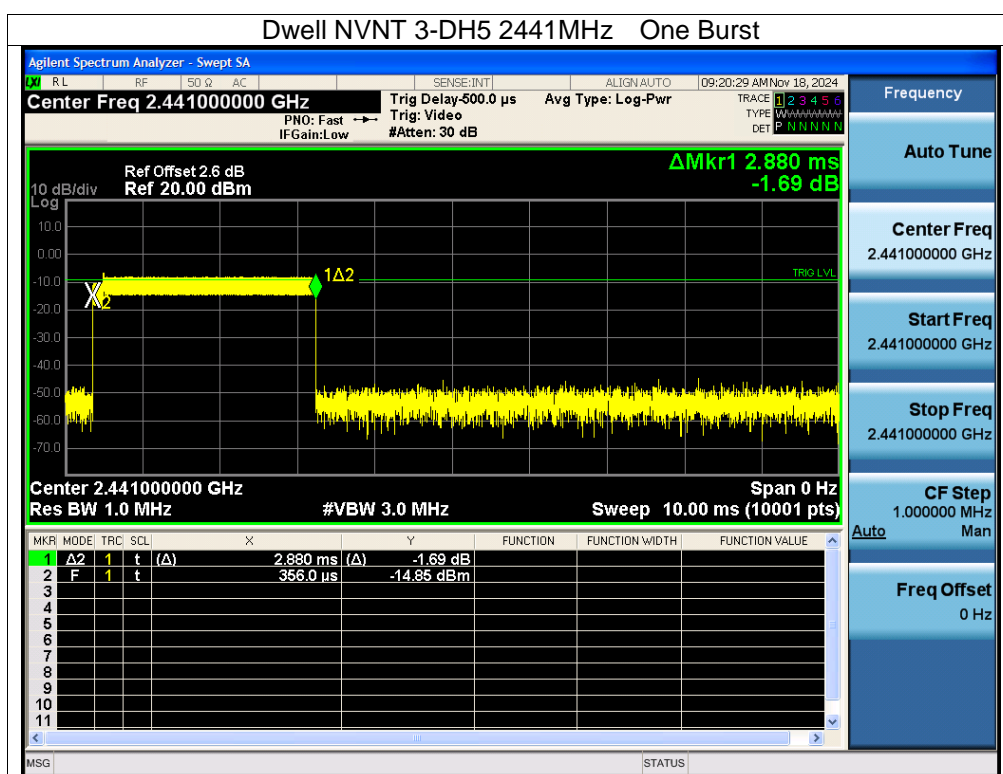 Dwell NVNT 3-DH5 2441MHz One Burst
Agilent Spectrum Analyzer - Swept SA
LXI RL RF 50 Ω AC SENSE:INT ALIGN AUTO 09:20:29 AM Nov 18, 2024
Center Freq 2.441000000 GHz
PNO: Fast
IFGain:Low
Trig Delay-500.0 µs
Trig: Video
#Atten: 30 dB
Avg Type: Log-Pwr
TRACE 1 2 3 4 5 6
TYPE WWWWWW
DET P N N N N N
Frequency
Auto Tune
Center Freq
2.441000000 GHz
Start Freq
2.441000000 GHz
Stop Freq
2.441000000 GHz
CF Step
1.000000 MHz
Auto Man
Freq Offset
0 Hz
ΔMkr1 2.880 ms
-1.69 dB
Ref Offset 2.6 dB
10 dB/div Ref 20.00 dBm
Log
10.0
0.00
-10.0
-20.0
-30.0
-40.0
-50.0
-60.0
-70.0
1Δ2
X2
TRIG LVL
Center 2.441000000 GHz Span 0 Hz
Res BW 1.0 MHz #VBW 3.0 MHz Sweep 10.00 ms (10001 pts)
MKR MODE TRC SCL X Y FUNCTION FUNCTION WIDTH FUNCTION VALUE
1 Δ2 1 t (Δ) 2.880 ms (Δ) -1.69 dB
2 F 1 t 356.0 µs -14.85 dBm
3
4
5
6
7
8
9
10
11
MSG STATUS